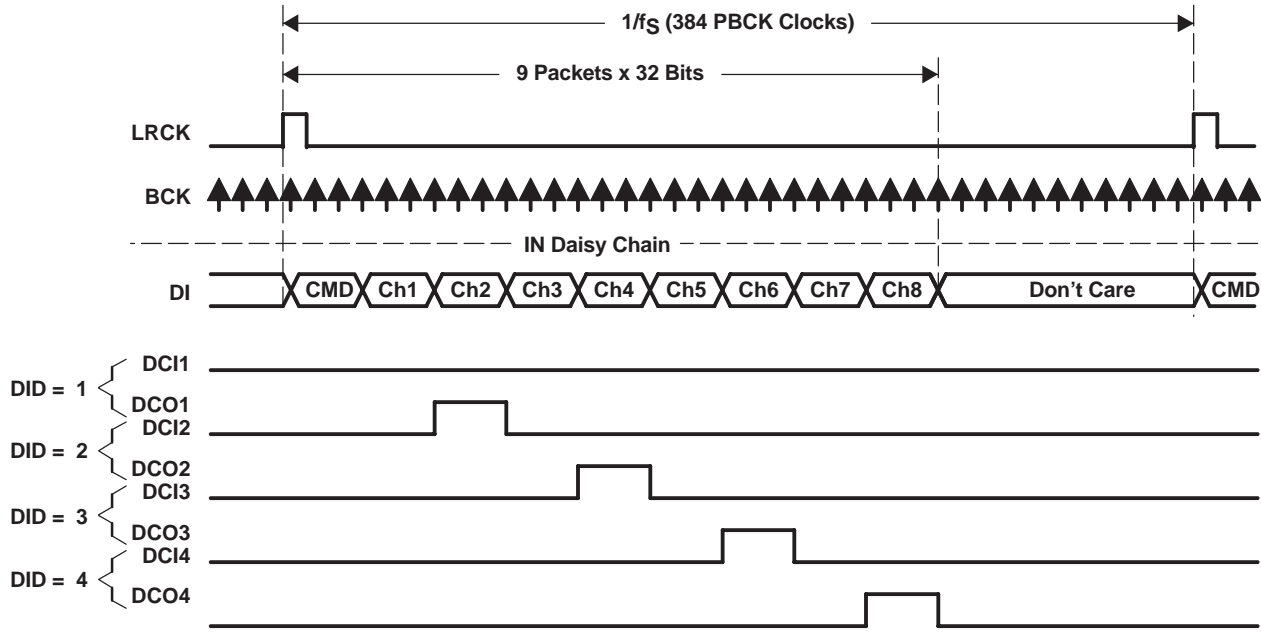 1/fS (384 PBCK Clocks)
9 Packets x 32 Bits
LRCK
BCK
IN Daisy Chain
DI CMD Ch1 Ch2 Ch3 Ch4 Ch5 Ch6 Ch7 Ch8 Don't Care CMD
DCI1
DID = 1
DCO1
DCI2
DID = 2
DCO2
DCI3
DID = 3
DCO3
DCI4
DID = 4
DCO4